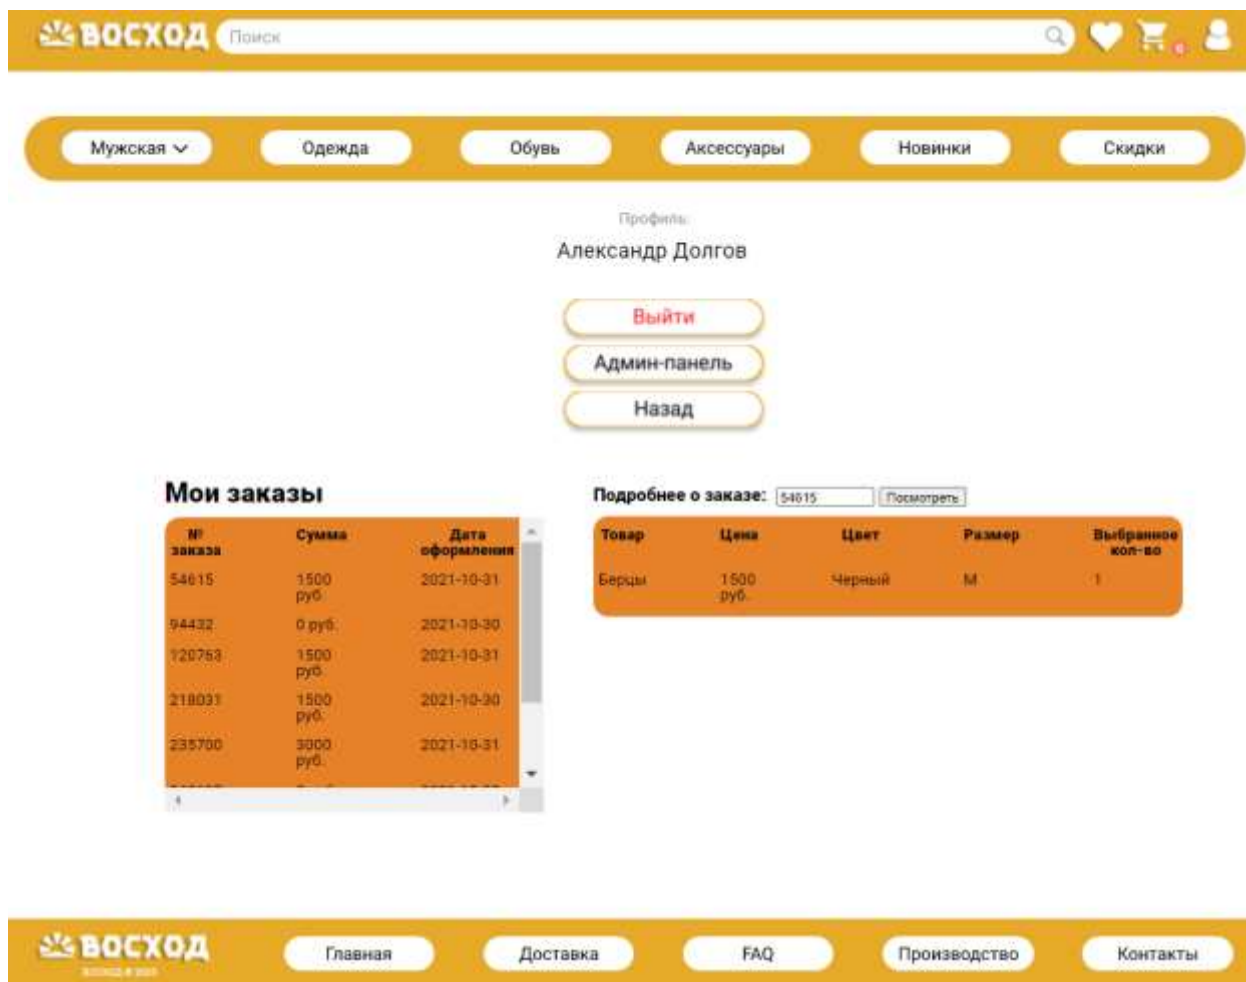 ВОСХОД Поиск
Мужская Одежда Обувь Аксессуары Новинки Скидки
Профиль:
Александр Долгов
Выйти
Админ-панель
Назад
Мои заказы
№ заказа Сумма Дата оформления
54615 1500 руб. 2021-10-31
94432 0 руб. 2021-10-30
120763 1500 руб. 2021-10-31
218031 1500 руб. 2021-10-30
235700 3000 руб. 2021-10-31
Подробнее о заказе: 54615 Посмотреть
Товар Цена Цвет Размер Выбранное кол-во
Берцы 1500 руб. Черный M 1
ВОСХОД Главная Доставка FAQ Производство Контакты